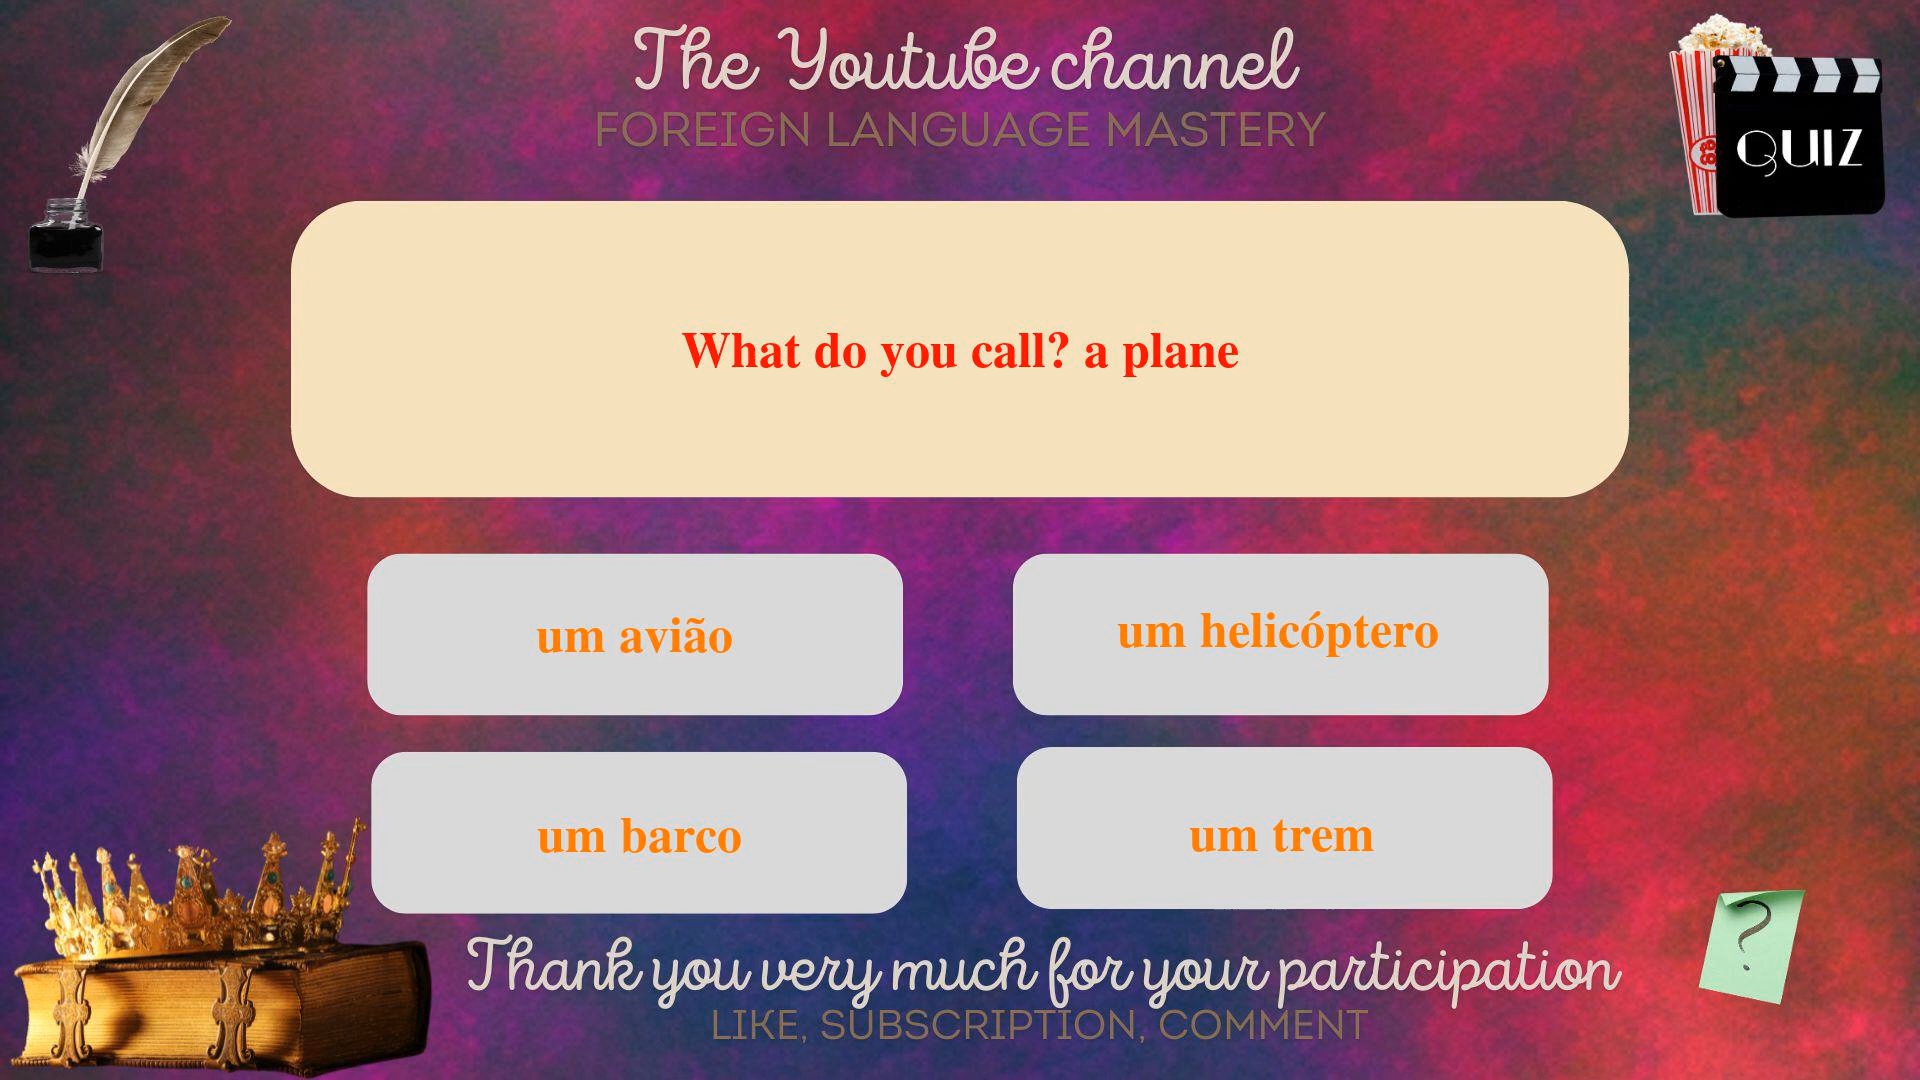 The Youtube channel
FOREIGN LANGUAGE MASTERY
QUIZ
What do you call? a plane
um avião
um helicóptero
um barco
um trem
?
Thank you very much for your participation
LIKE, SUBSCRIPTION, COMMENT